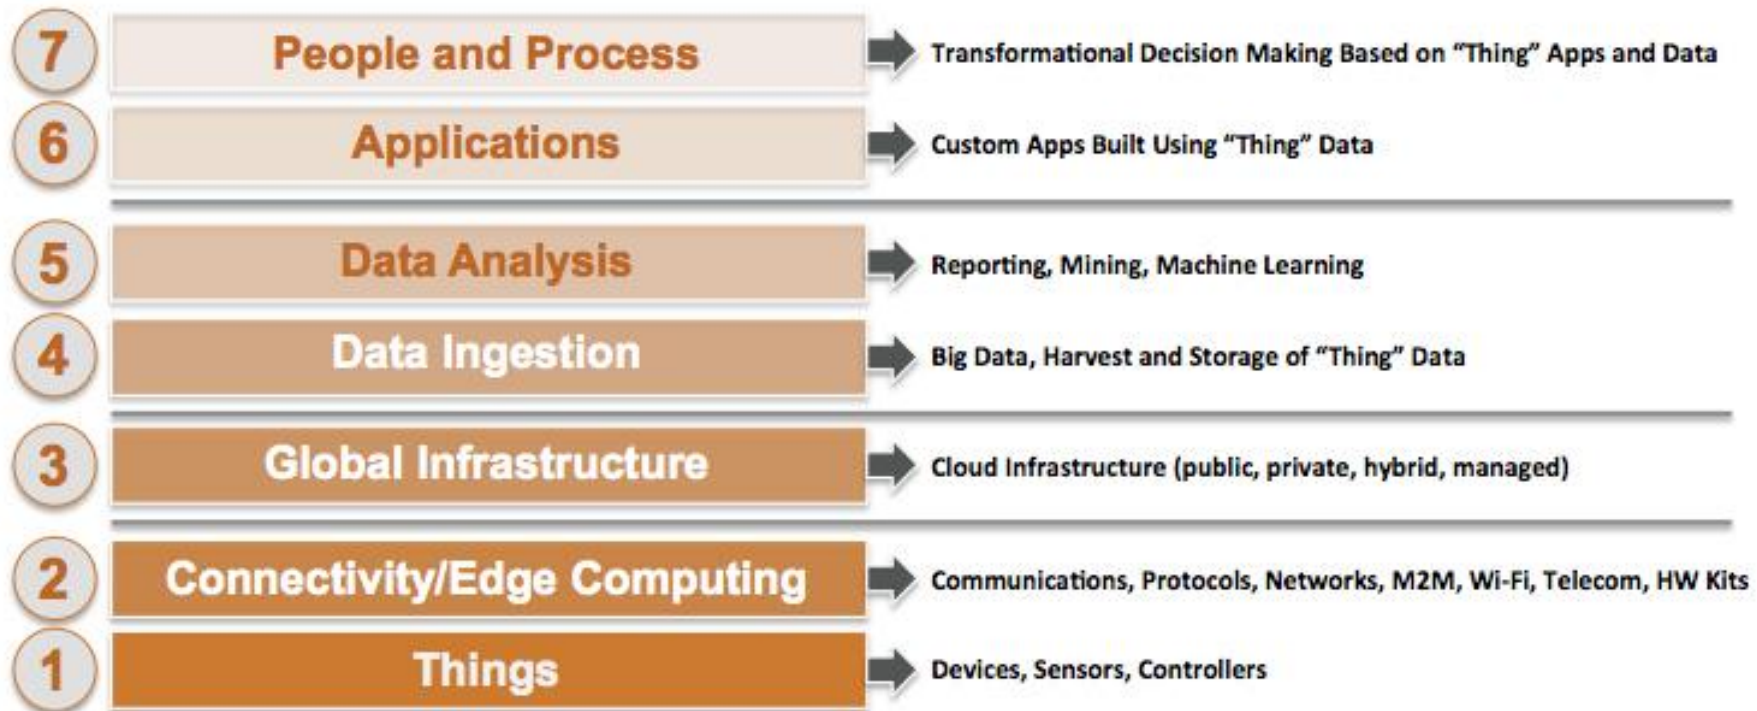 7 People and Process Transformational Decision Making Based on “Thing” Apps and Data
6 Applications Custom Apps Built Using “Thing” Data
5 Data Analysis Reporting, Mining, Machine Learning
4 Data Ingestion Big Data, Harvest and Storage of “Thing” Data
3 Global Infrastructure Cloud Infrastructure (public, private, hybrid, managed)
2 Connectivity/Edge Computing Communications, Protocols, Networks, M2M, Wi-Fi, Telecom, HW Kits
1 Things Devices, Sensors, Controllers